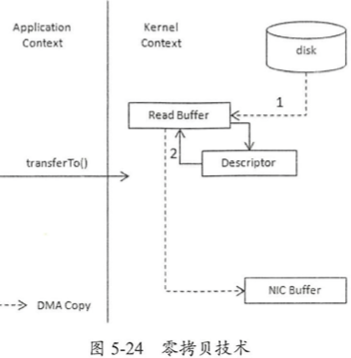 Application
Context
Kernel
Context
disk
1
Read Buffer
2
Descriptor
transferTo()
NIC Buffer
DMA Copy
图 5-24 零拷贝技术